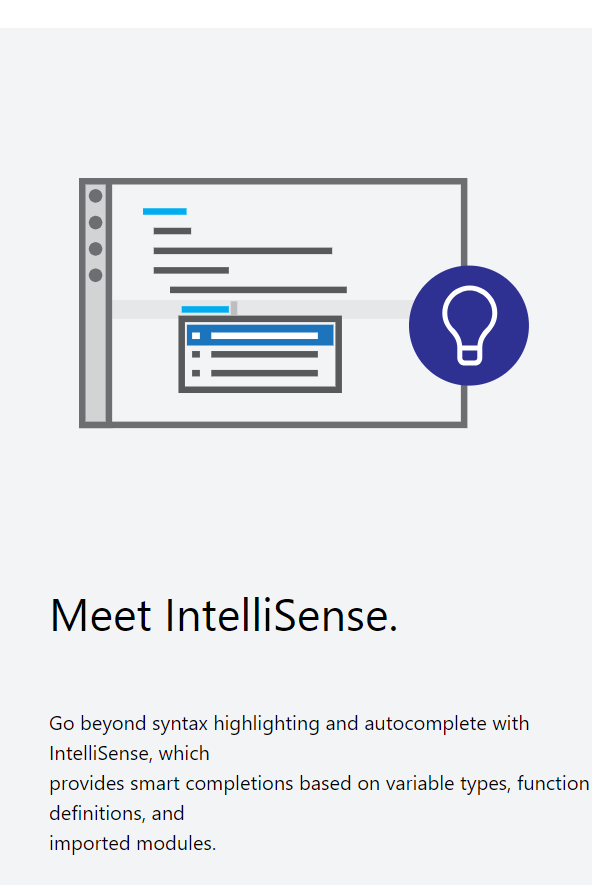 Meet IntelliSense.
Go beyond syntax highlighting and autocomplete with
IntelliSense, which
provides smart completions based on variable types, function
definitions, and
imported modules.